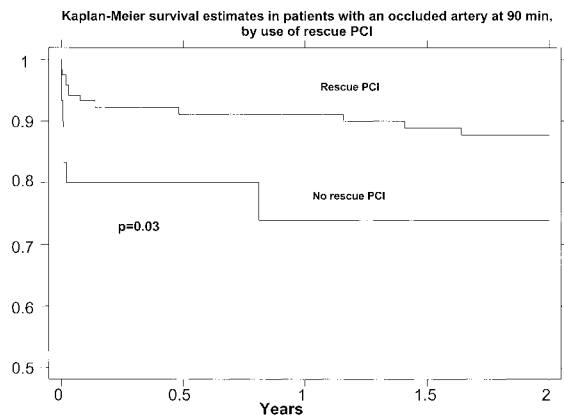 Kaplan-Meier survival estimates in patients with an occluded artery at 90 min,
by use of rescue PCI
1
Rescue PCI
0.9
0.8
No rescue PCI
p=0.03
0.7
0.6
0.5
0 0.5 1 1.5 2
Years